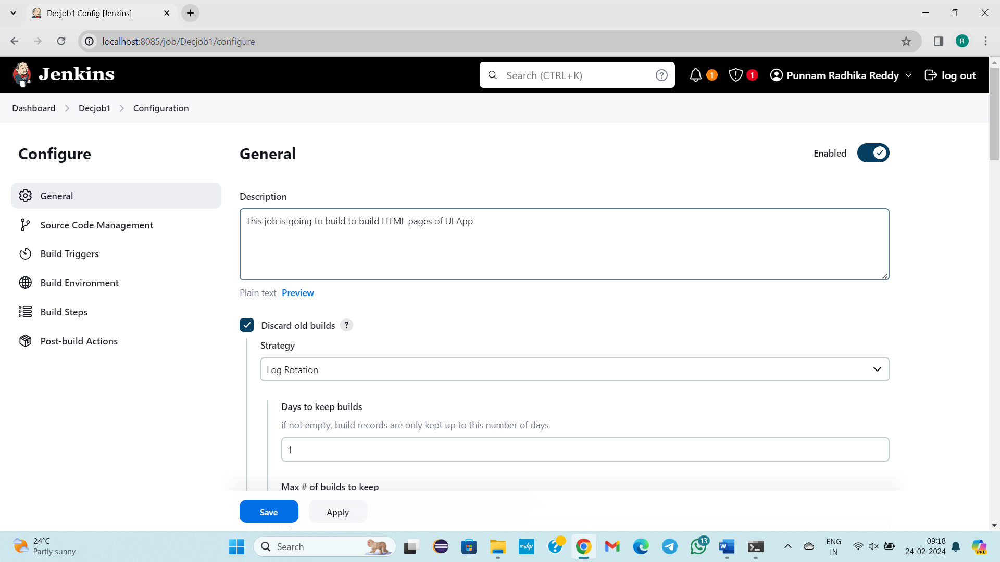 Decjob1 Config [Jenkins]
localhost:8085/job/Decjob1/configure
R
Jenkins
Search (CTRL+K)
?
1
1
Punnam Radhika Reddy
log out
Dashboard > Decjob1 > Configuration
Configure
General
Source Code Management
Build Triggers
Build Environment
Build Steps
Post-build Actions
General
Enabled
Description
This job is going to build to build HTML pages of UI App
Plain text Preview
Discard old builds ?
Strategy
Log Rotation
Days to keep builds
if not empty, build records are only kept up to this number of days
1
Max # of builds to keep
2
Save
Apply
24°C
Partly sunny
Search
myhp
?
13
W
ENG
IN
09:18
24-02-2024
PRE